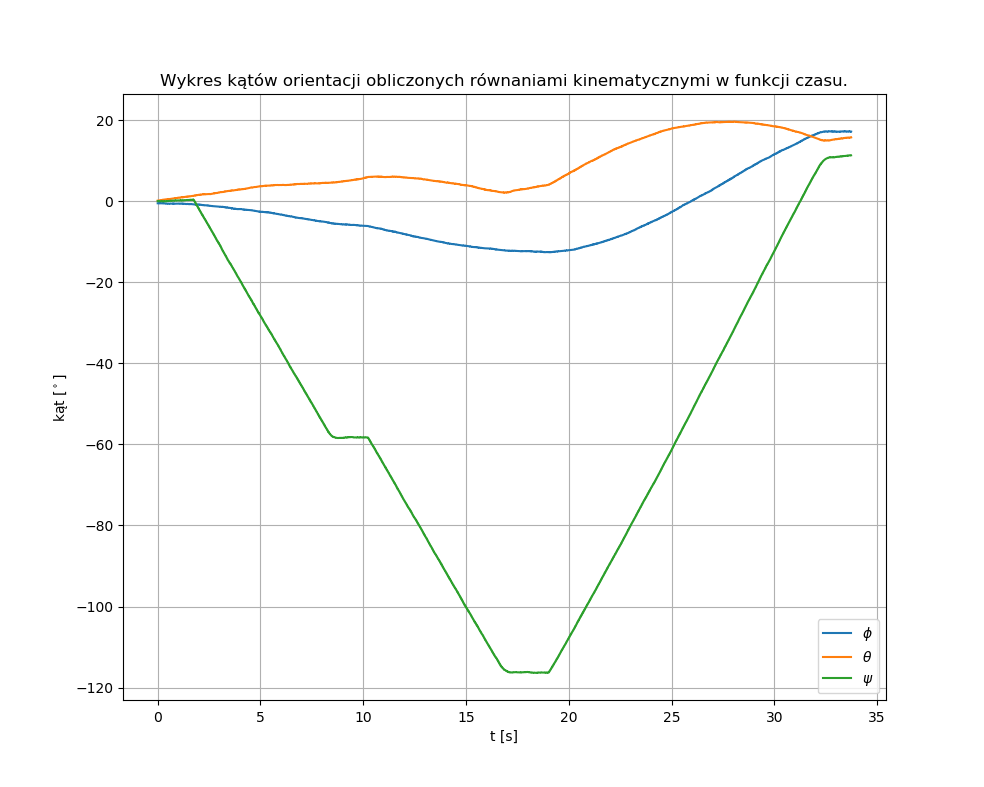 Wykres kątów orientacji obliczonych równaniami kinematycznymi w funkcji czasu.
20
0
−20
−40
−60
−80
−100
−120
kąt [°]
0 5 10 15 20 25 30 35
t [s]
ϕ
θ
ψ